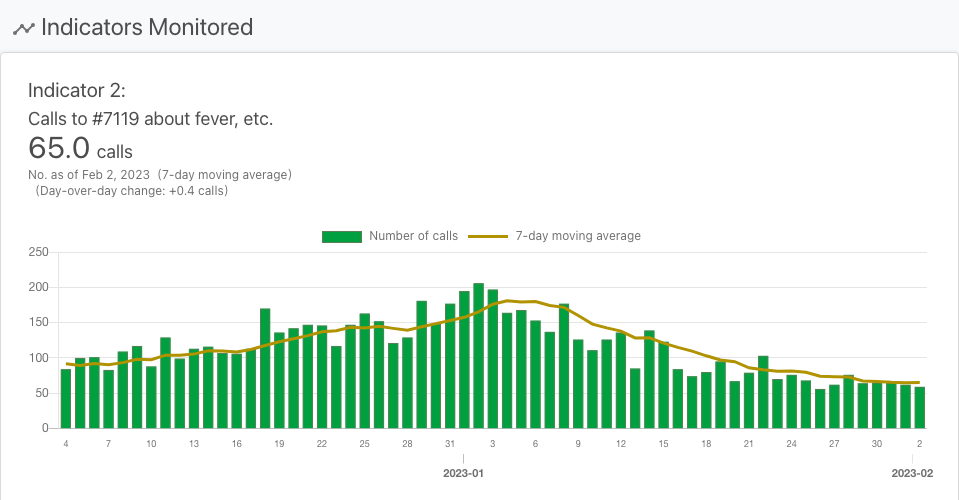 Indicators Monitored
Indicator 2:
Calls to #7119 about fever, etc.
65.0 calls
No. as of Feb 2, 2023 (7-day moving average)
(Day-over-day change: +0.4 calls)
Number of calls 7-day moving average
250
200
150
100
50
0
4 7 10 13 16 19 22 25 28 31 3 6 9 12 15 18 21 24 27 30 2
2023-01 2023-02